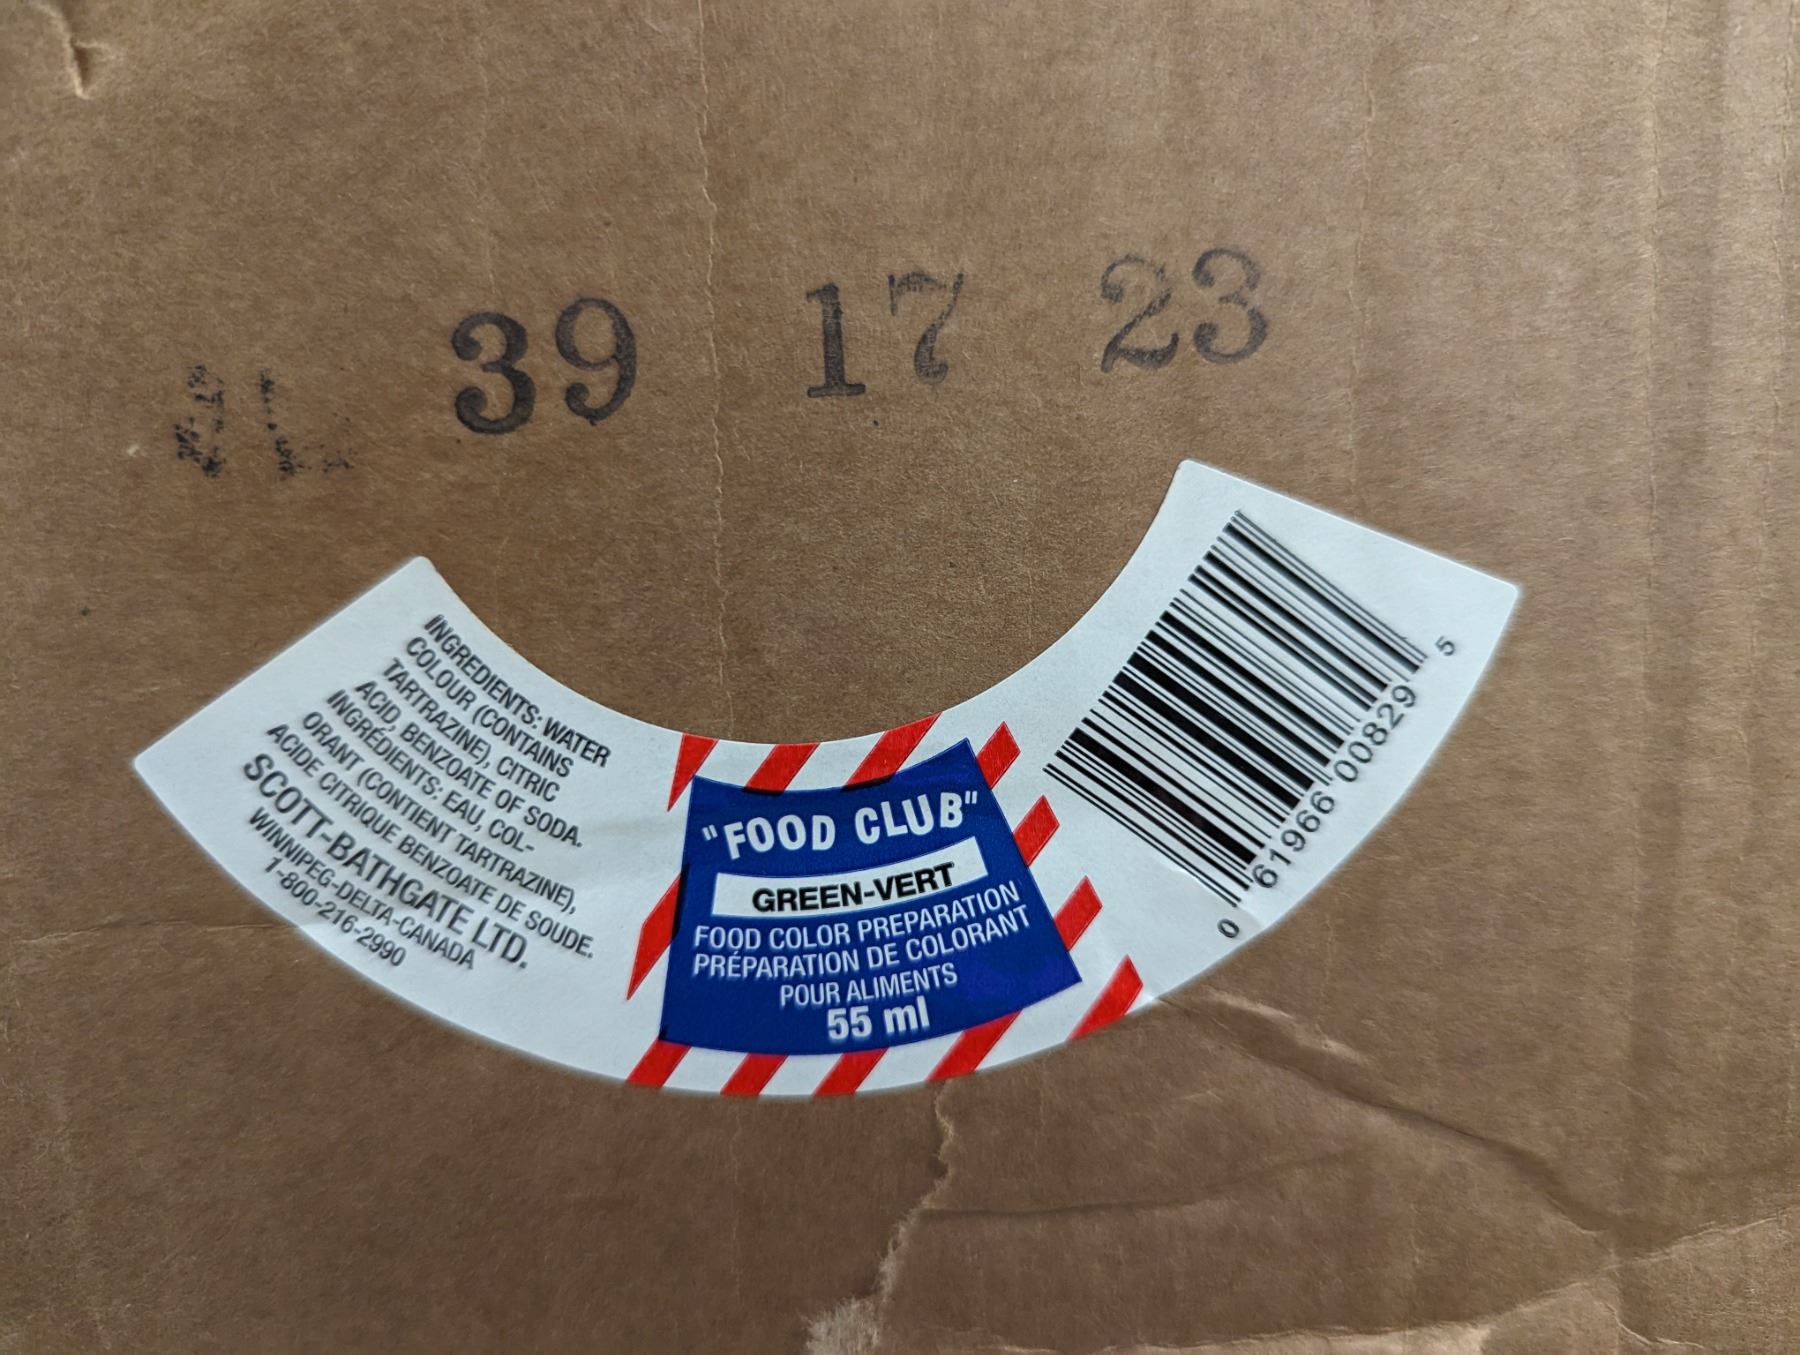 39 17 23
INGREDIENTS: WATER
COLOUR (CONTAINS
TARTRAZINE), CITRIC
ACID, BENZOATE OF SODA.
INGRÉDIENTS: EAU, COL-
ORANT (CONTIENT TARTRAZINE),
ACIDE CITRIQUE BENZOATE DE SOUDE.
SCOTT-BATHGATE LTD.
WINNIPEG-DELTA-CANADA
1-800-216-2990
"FOOD CLUB"
GREEN-VERT
FOOD COLOR PREPARATION
PRÉPARATION DE COLORANT
POUR ALIMENTS
55 ml
0 61966 00829 5